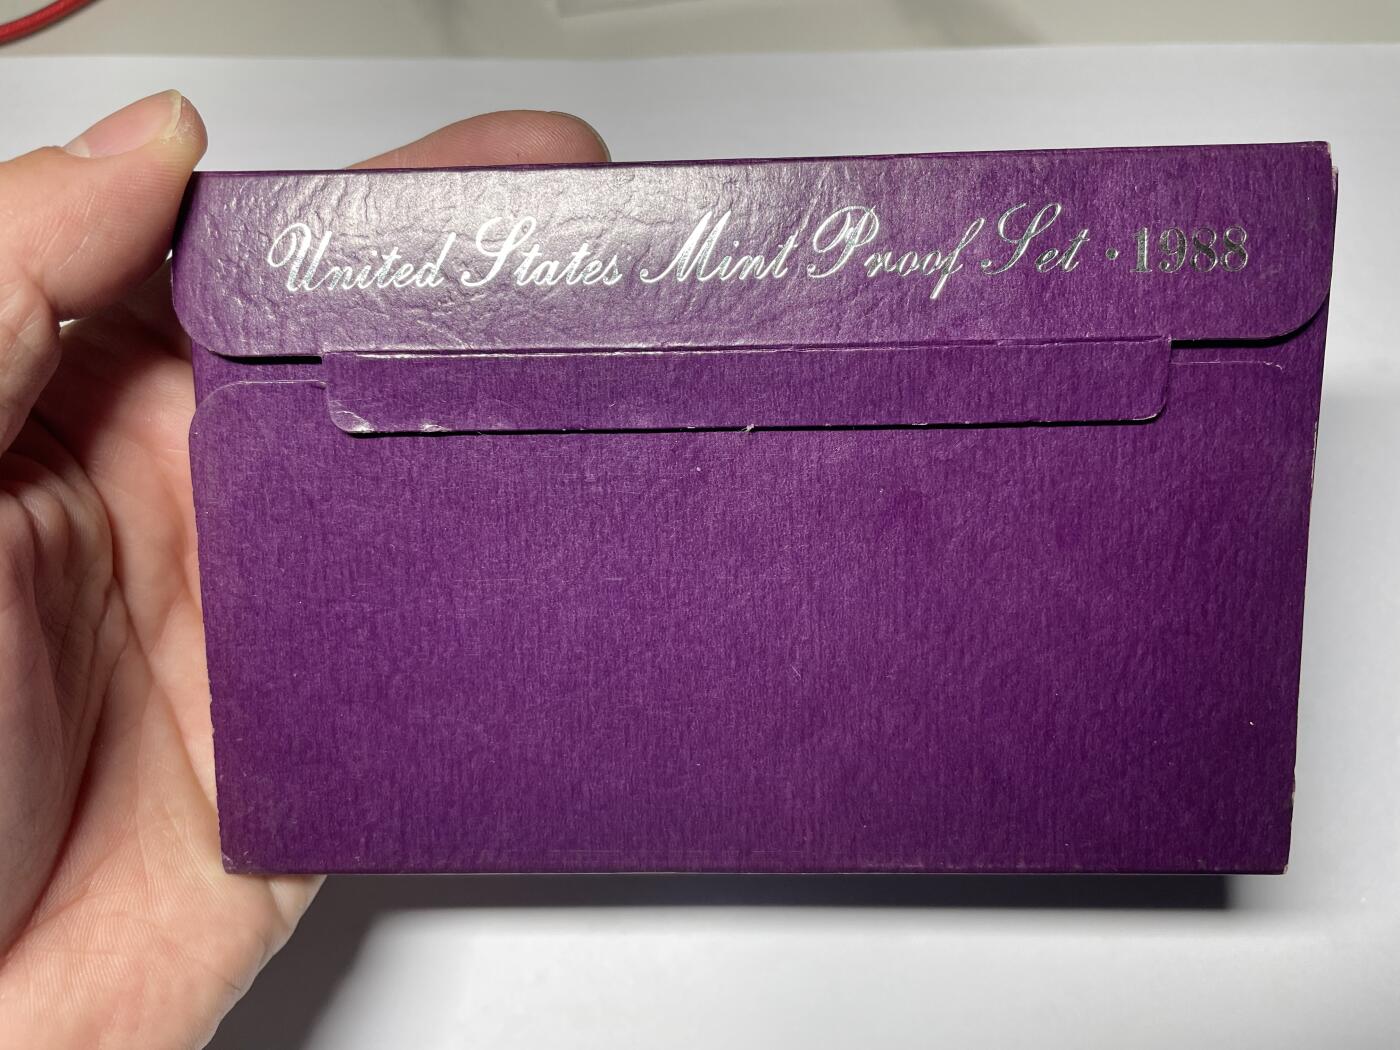 United States Mint Proof Set · 1988